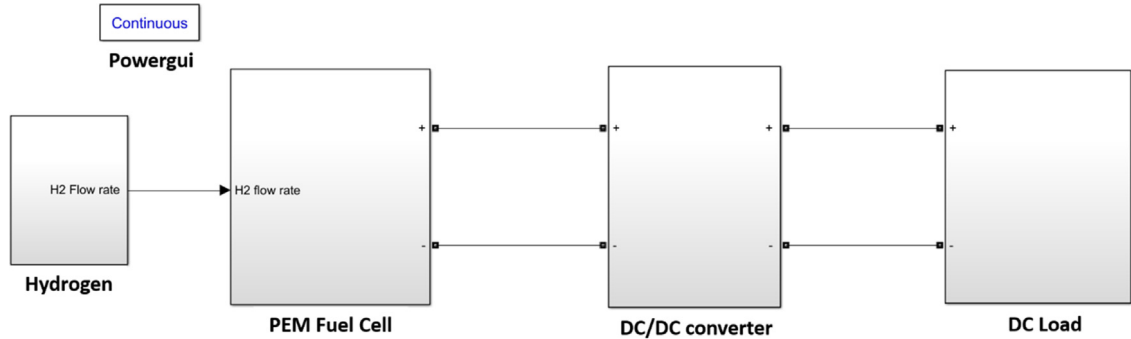 Continuous
Powergui
H2 Flow rate
Hydrogen
H2 flow rate
+
-
PEM Fuel Cell
+
-
+
-
DC/DC converter
+
-
DC Load